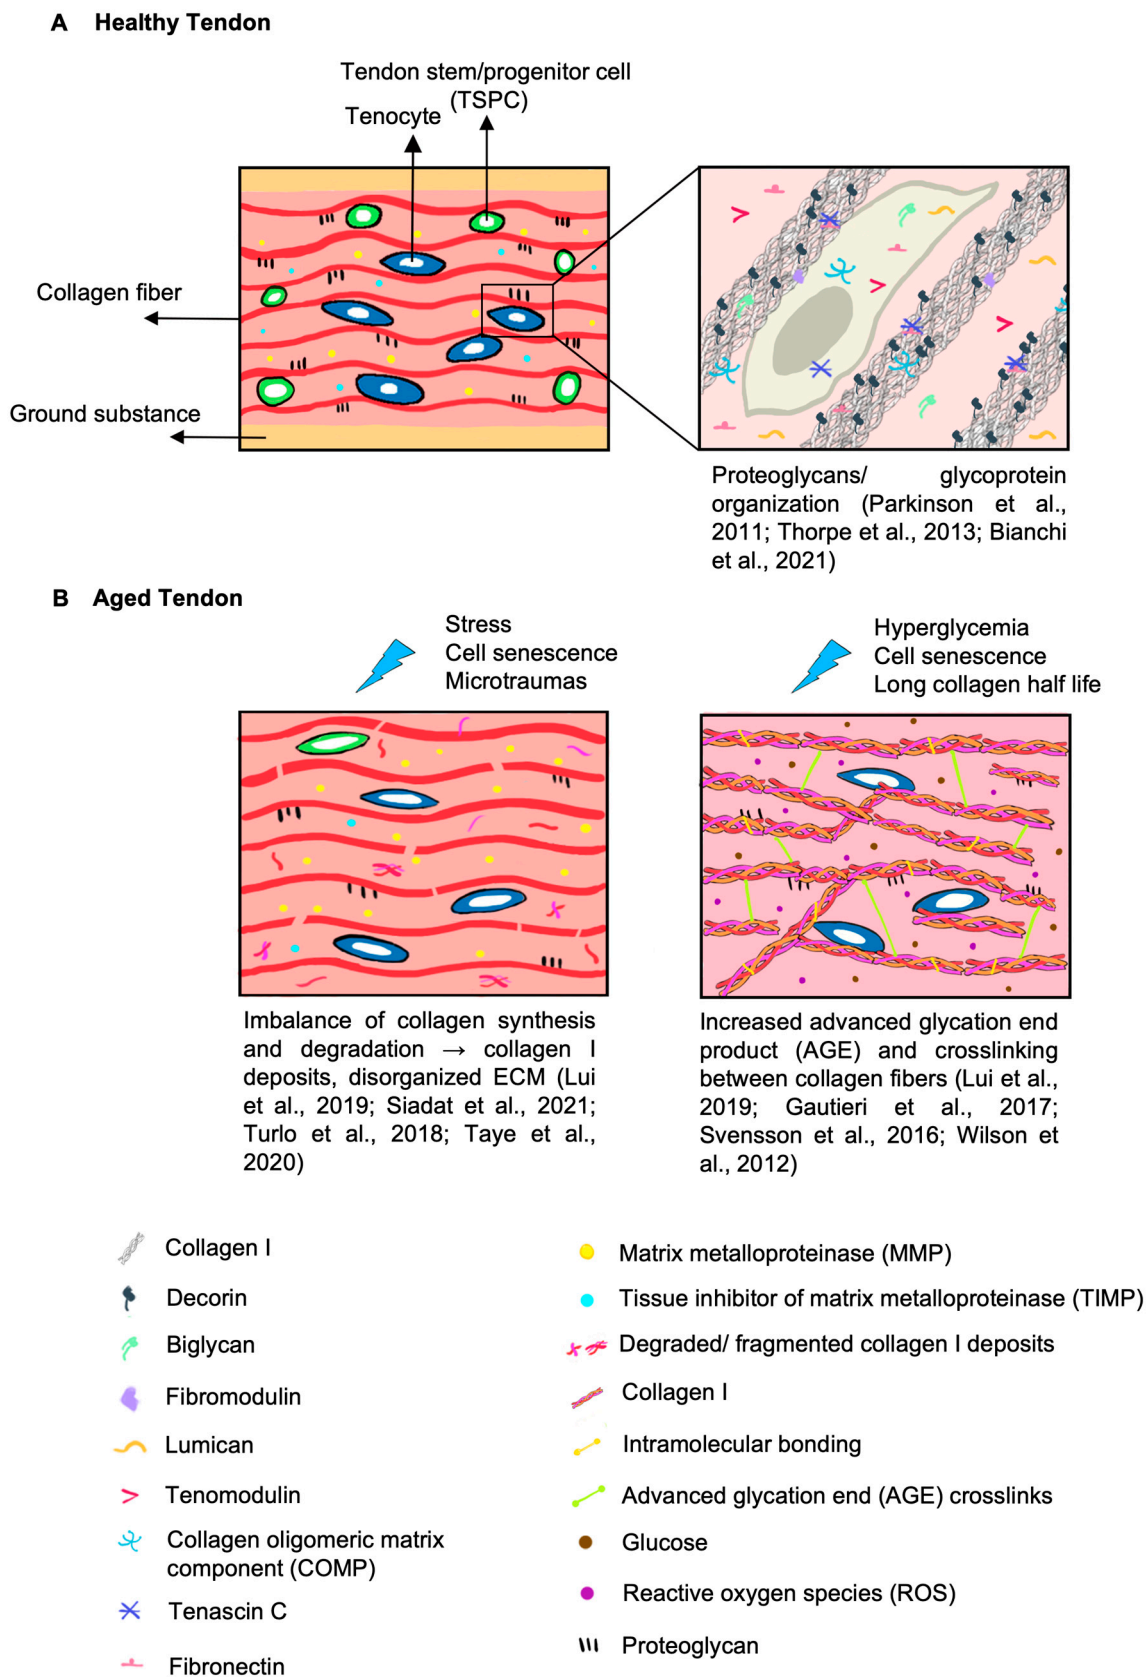 A Healthy Tendon
Tendon stem/progenitor cell
(TSPC)
Tenocyte
Collagen fiber
Ground substance
Proteoglycans/ glycoprotein
organization (Parkinson et al.,
2011; Thorpe et al., 2013; Bianchi
et al., 2021)
B Aged Tendon
Stress
Cell senescence
Microtraumas
Hyperglycemia
Cell senescence
Long collagen half life
Imbalance of collagen synthesis
and degradation → collagen I
deposits, disorganized ECM (Lui
et al., 2019; Siadat et al., 2021;
Turlo et al., 2018; Taye et al.,
2020)
Increased advanced glycation end
product (AGE) and crosslinking
between collagen fibers (Lui et al.,
2019; Gautieri et al., 2017;
Svensson et al., 2016; Wilson et
al., 2012)
Collagen I
Decorin
Biglycan
Fibromodulin
Lumican
Tenomodulin
Collagen oligomeric matrix
component (COMP)
Tenascin C
Fibronectin
Matrix metalloproteinase (MMP)
Tissue inhibitor of matrix metalloproteinase (TIMP)
Degraded/ fragmented collagen I deposits
Collagen I
Intramolecular bonding
Advanced glycation end (AGE) crosslinks
Glucose
Reactive oxygen species (ROS)
Proteoglycan